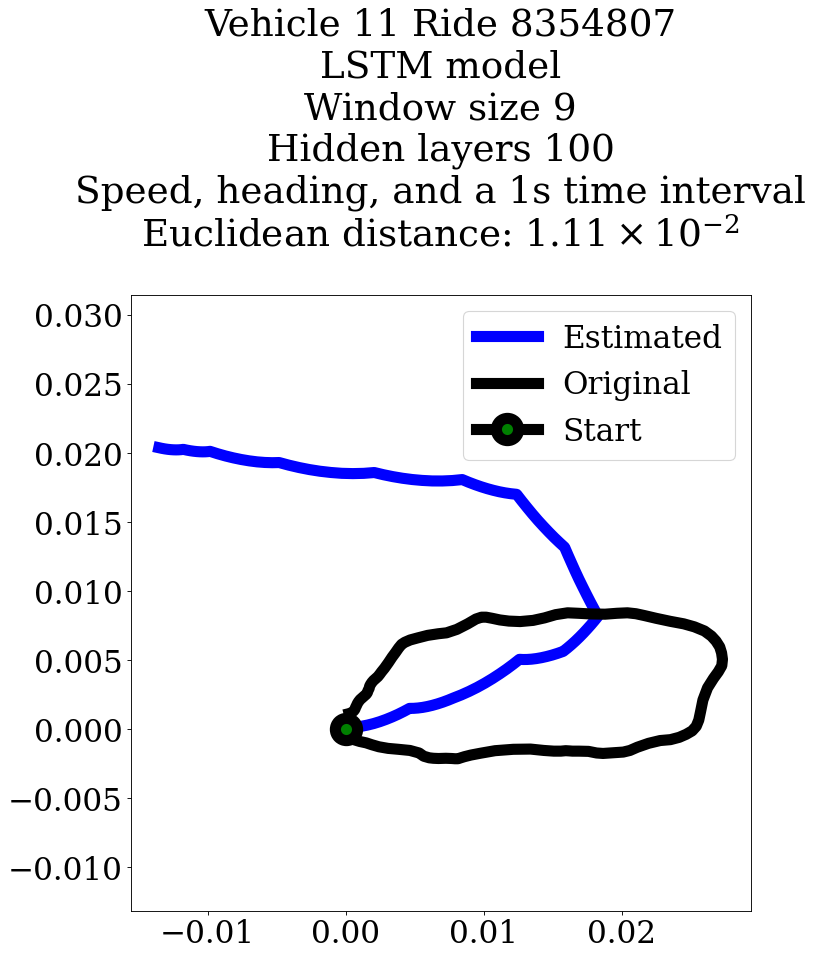 Vehicle 11 Ride 8354807
LSTM model
Window size 9
Hidden layers 100
Speed, heading, and a 1s time interval
Euclidean distance: 1.11 × 10⁻²
Estimated
Original
Start
0.030
0.025
0.020
0.015
0.010
0.005
0.000
−0.005
−0.010
−0.01 0.00 0.01 0.02